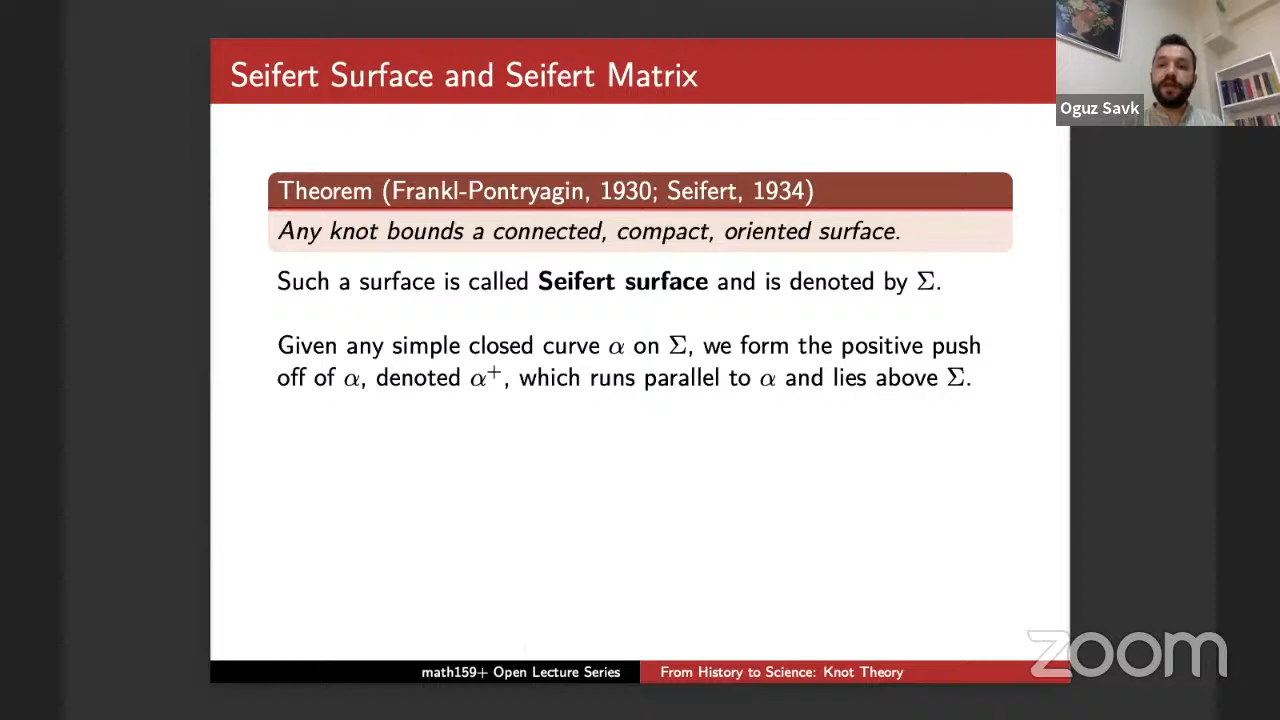 Seifert Surface and Seifert Matrix
Oguz Savk
Theorem (Frankl-Pontryagin, 1930; Seifert, 1934)
Any knot bounds a connected, compact, oriented surface.
Such a surface is called Seifert surface and is denoted by Σ.
Given any simple closed curve α on Σ, we form the positive push
off of α, denoted α⁺, which runs parallel to α and lies above Σ.
math159+ Open Lecture Series
From History to Science: Knot Theory
zoom